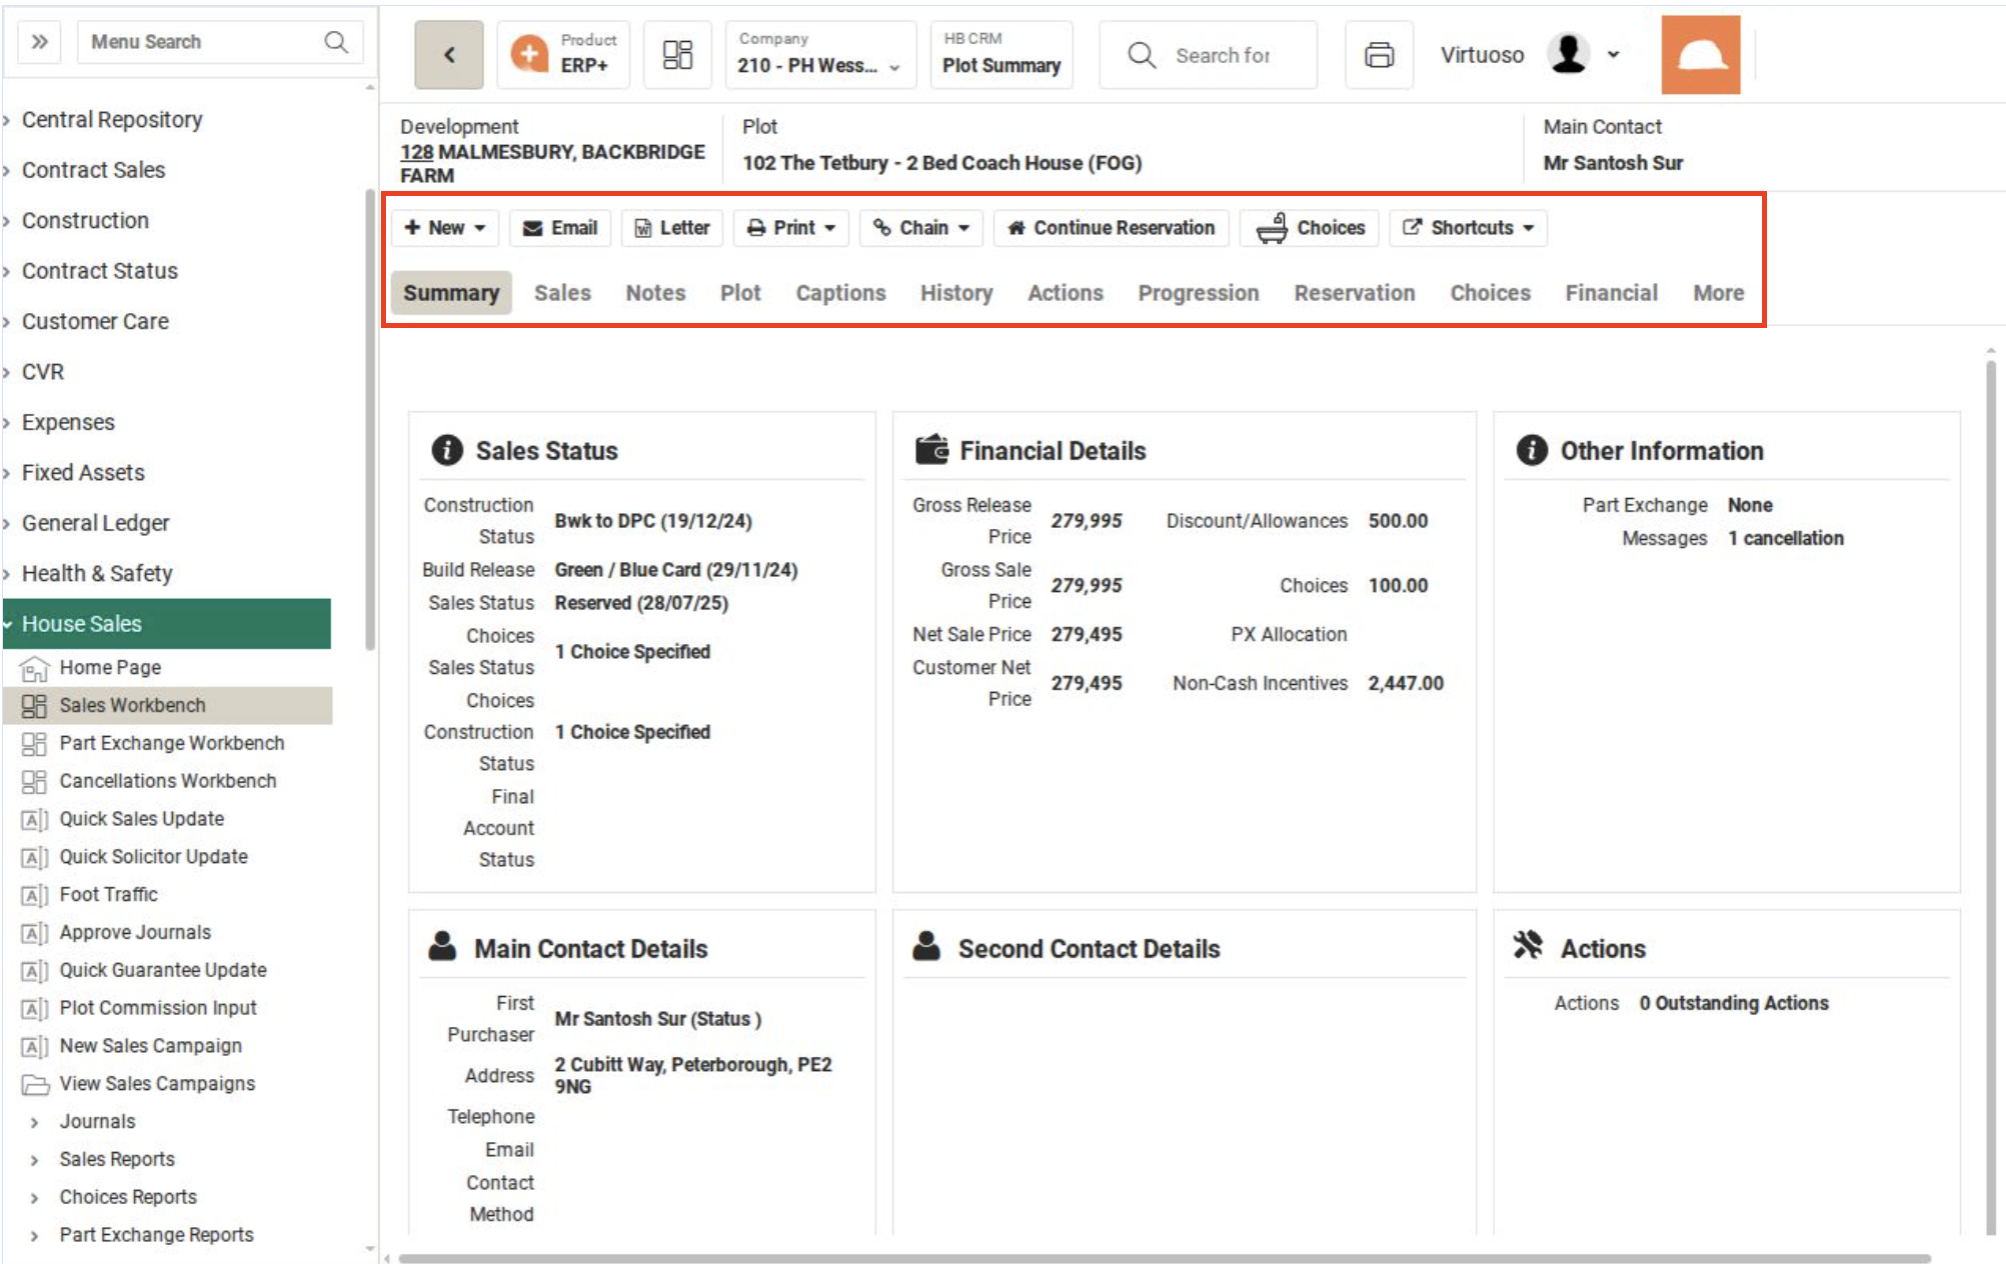 Menu Search
Central Repository
Contract Sales
Construction
Contract Status
Customer Care
CVR
Expenses
Fixed Assets
General Ledger
Health & Safety
House Sales
Home Page
Sales Workbench
Part Exchange Workbench
Cancellations Workbench
Quick Sales Update
Quick Solicitor Update
Foot Traffic
Approve Journals
Quick Guarantee Update
Plot Commission Input
New Sales Campaign
View Sales Campaigns
Journals
Sales Reports
Choices Reports
Part Exchange Reports
Product
ERP+
Company
210 - PH Wess...
HB CRM
Plot Summary
Search for
Virtuoso
Development
128 MALMESBURY, BACKBRIDGE
FARM
Plot
102 The Tetbury - 2 Bed Coach House (FOG)
Main Contact
Mr Santosh Sur
New Email Letter Print Chain Continue Reservation Choices Shortcuts
Summary Sales Notes Plot Captions History Actions Progression Reservation Choices Financial More
Sales Status
Construction
Status
Bwk to DPC (19/12/24)
Build Release Green / Blue Card (29/11/24)
Sales Status Reserved (28/07/25)
Choices
Sales Status
1 Choice Specified
Choices
Construction
Status
1 Choice Specified
Final
Account
Status
Financial Details
Gross Release
Price
279,995
Discount/Allowances 500.00
Gross Sale
Price
279,995
Choices 100.00
Net Sale Price 279,495
PX Allocation
Customer Net
Price
279,495
Non-Cash Incentives 2,447.00
Other Information
Part Exchange None
Messages 1 cancellation
Main Contact Details
First
Purchaser
Mr Santosh Sur (Status )
Address
2 Cubitt Way, Peterborough, PE2
9NG
Telephone
Email
Contact
Method
Second Contact Details
Actions
Actions 0 Outstanding Actions